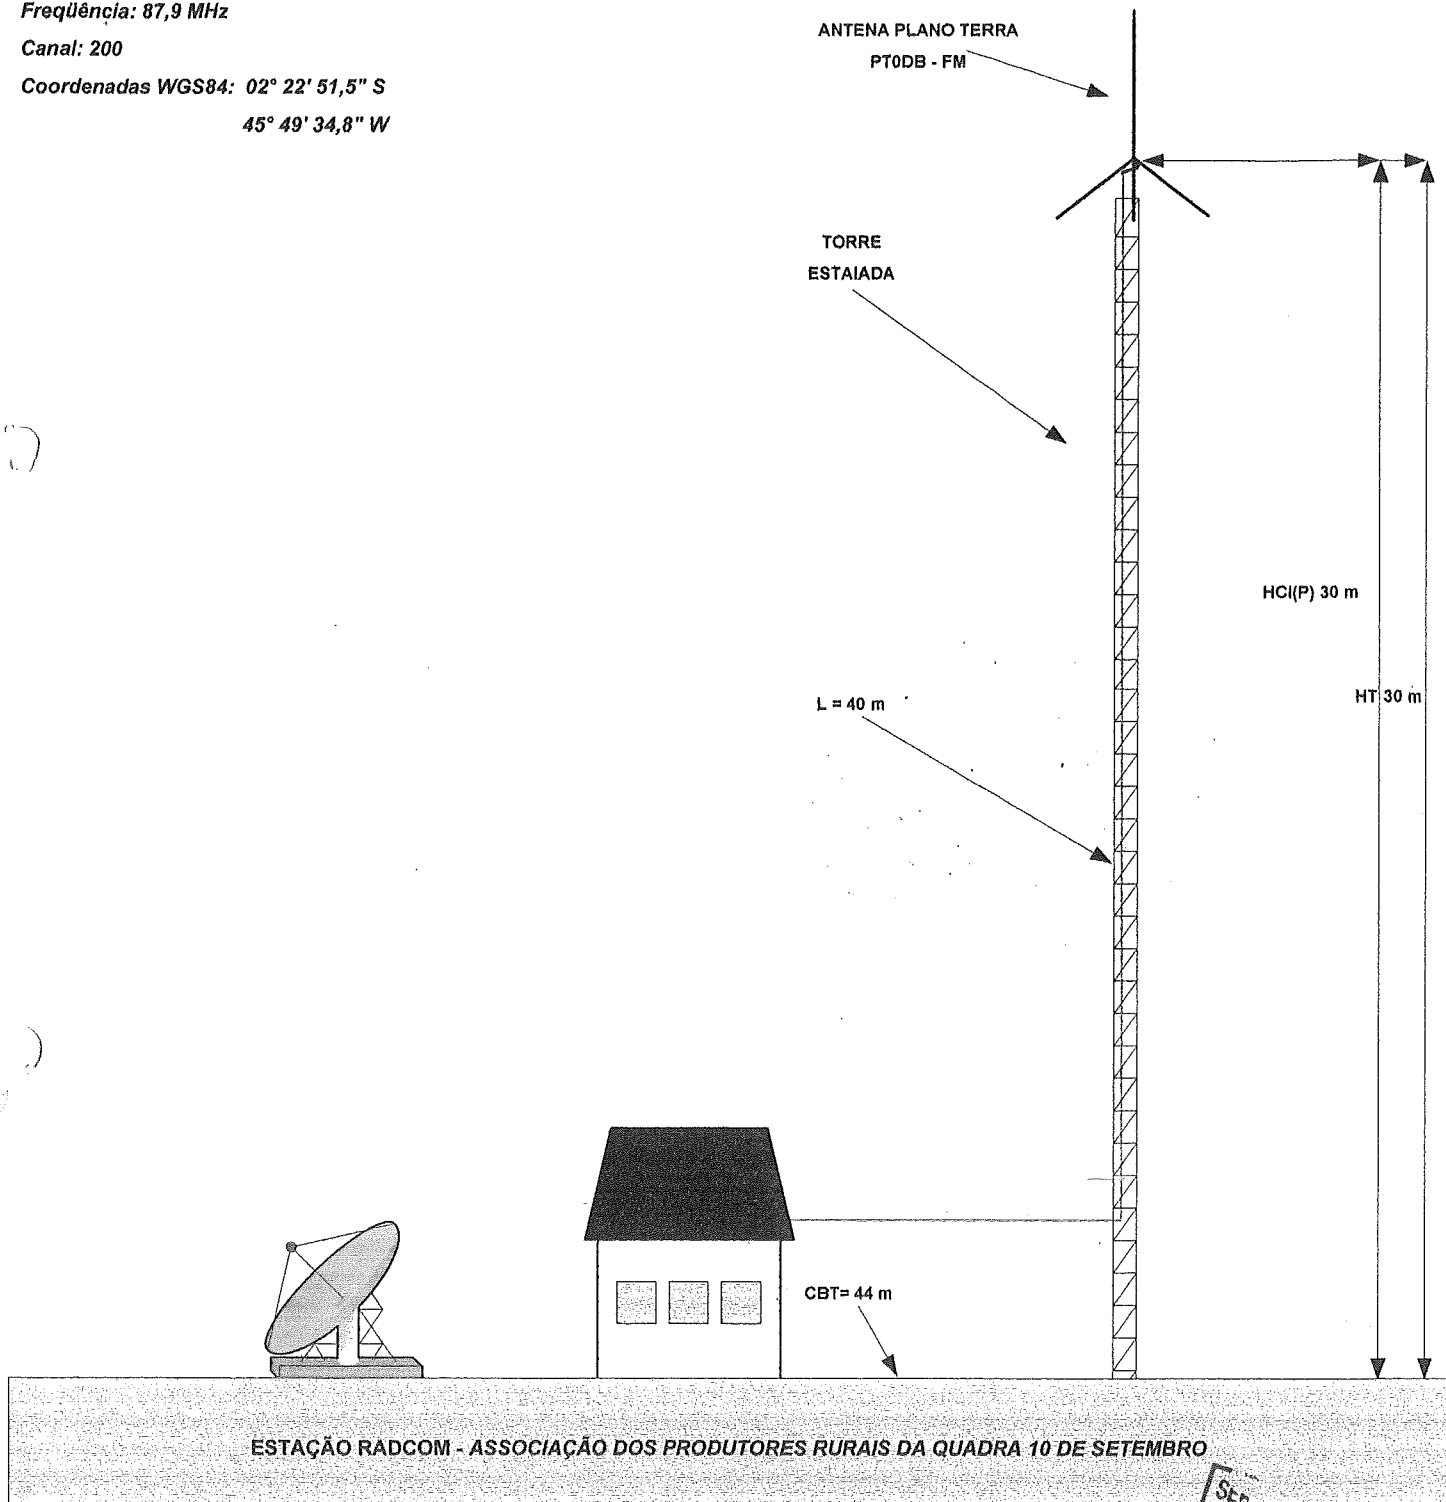 Freqüência: 87,9 MHz
Canal: 200
Coordenadas WGS84: 02° 22' 51,5" S
45° 49' 34,8" W
ANTENA PLANO TERRA
PT0DB - FM
TORRE
ESTAIADA
HCI(P) 30 m
L = 40 m
HT 30 m
CBT= 44 m
ESTAÇÃO RADCOM - ASSOCIAÇÃO DOS PRODUTORES RURAIS DA QUADRA 10 DE SETEMBRO